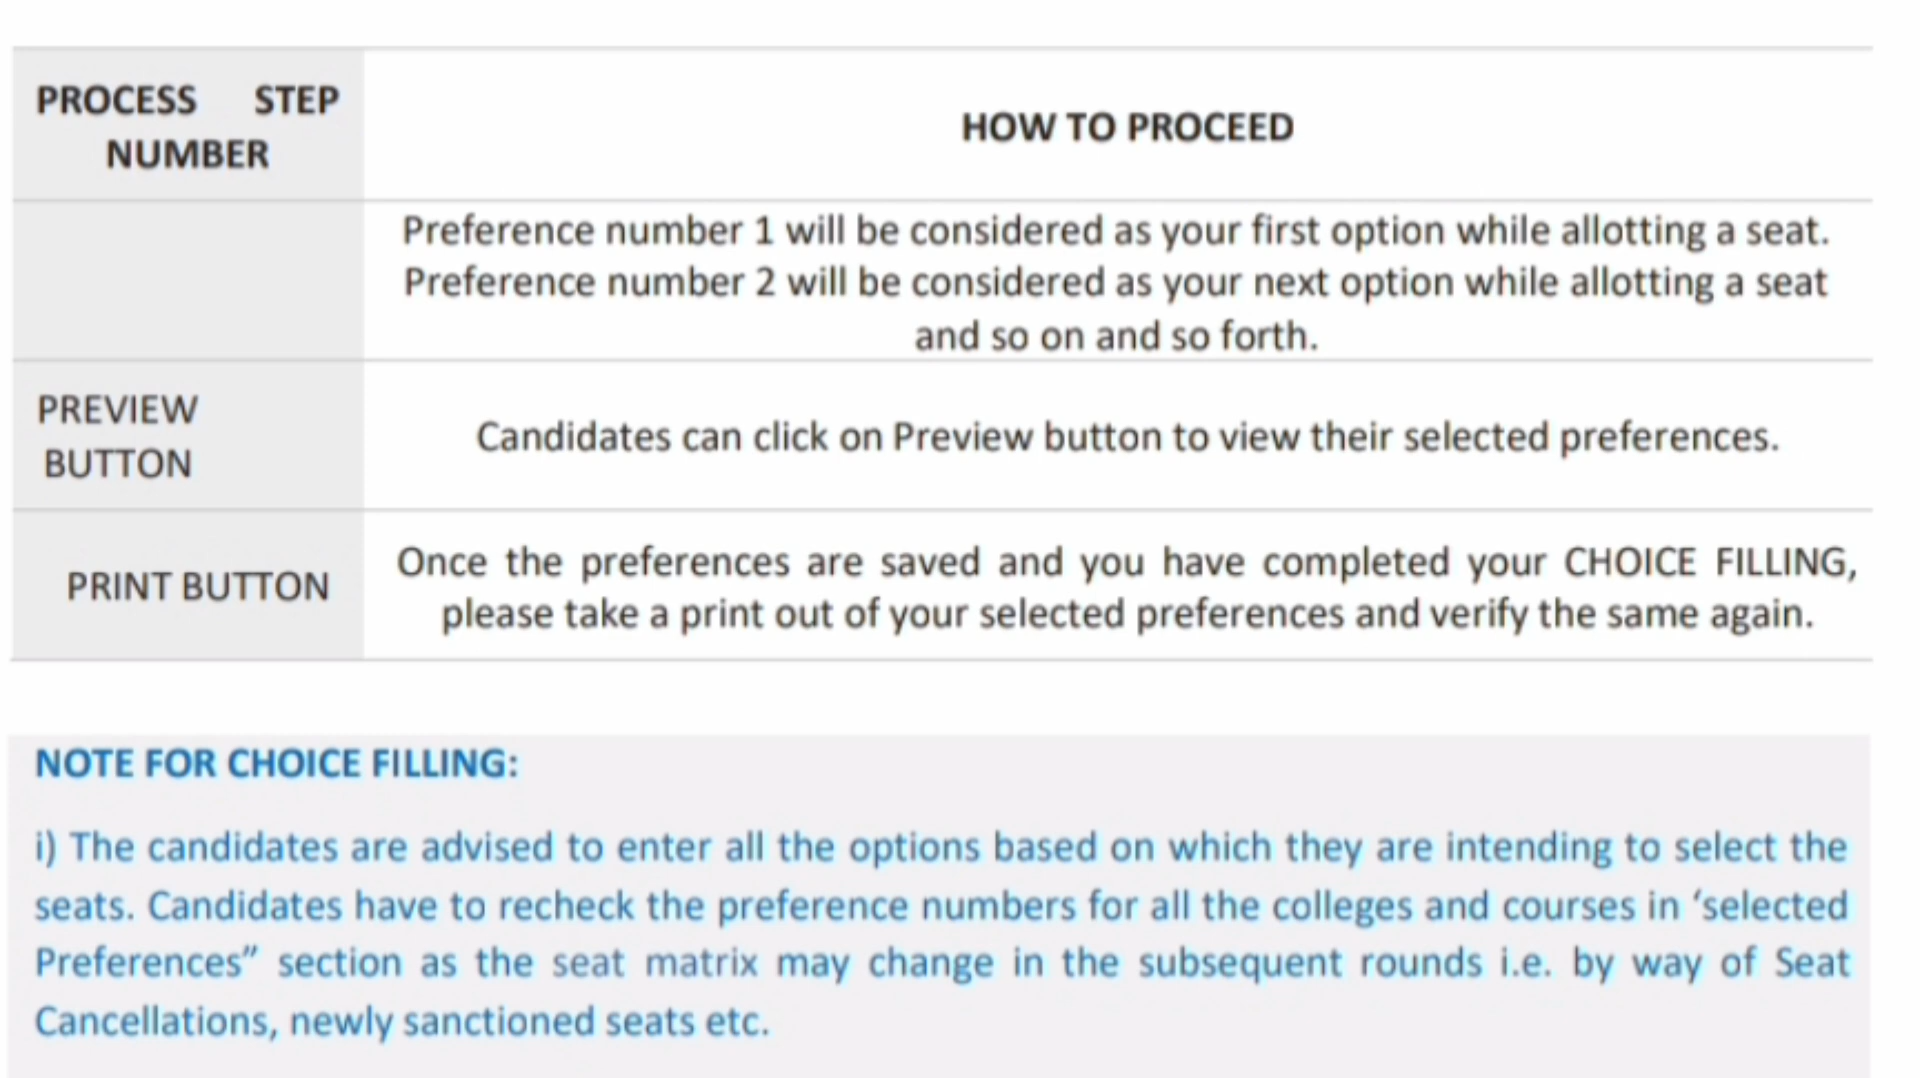 PROCESS STEP
NUMBER
HOW TO PROCEED
Preference number 1 will be considered as your first option while allotting a seat.
Preference number 2 will be considered as your next option while allotting a seat
and so on and so forth.
PREVIEW
BUTTON
Candidates can click on Preview button to view their selected preferences.
PRINT BUTTON
Once the preferences are saved and you have completed your CHOICE FILLING,
please take a print out of your selected preferences and verify the same again.
NOTE FOR CHOICE FILLING:
i) The candidates are advised to enter all the options based on which they are intending to select the
seats. Candidates have to recheck the preference numbers for all the colleges and courses in ‘selected
Preferences” section as the seat matrix may change in the subsequent rounds i.e. by way of Seat
Cancellations, newly sanctioned seats etc.